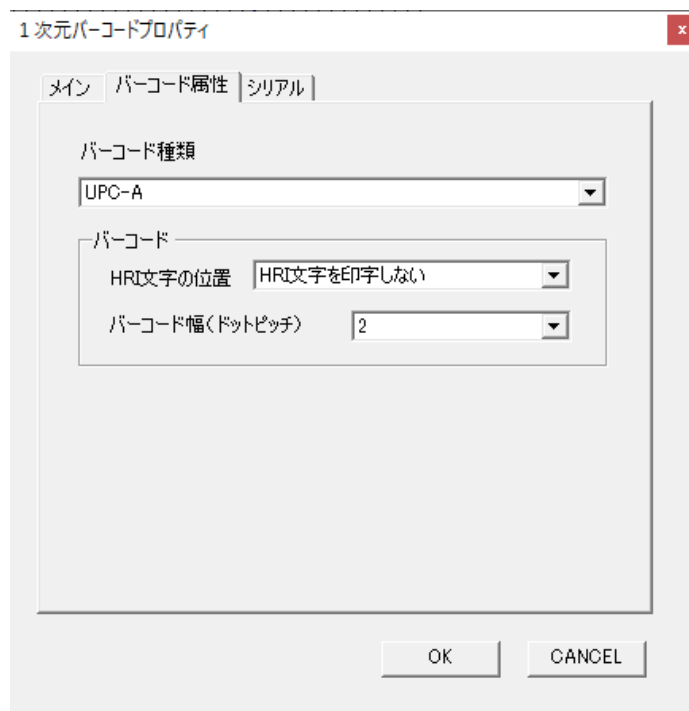 1次元バーコードプロパティ
x
メイン バーコード属性 シリアル
バーコード種類
UPC-A
バーコード
HRI文字の位置 HRI文字を印字しない
バーコード幅(ドットピッチ) 2
OK CANCEL